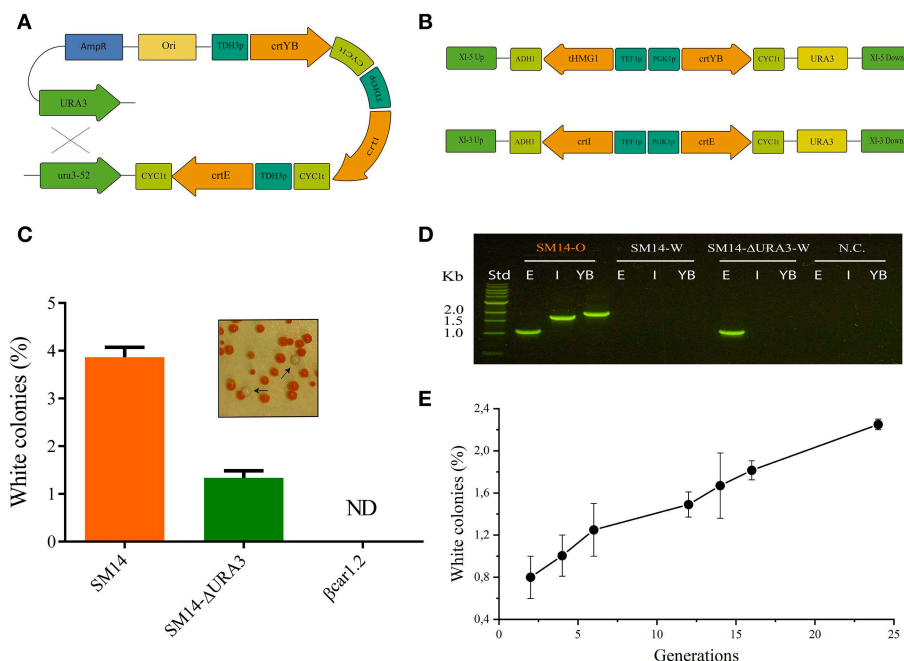 A
AmpR Ori TDH3p crtYB
CYC1t
TDH3p
crtI
URA3
ura3-52 CYC1t crtE TDH3p CYC1t
B
XI-5 Up ADH1 tHMG1 TEF1p PGK1p crtYB CYC1t URA3 XI-5 Down
XI-3 Up ADH1 crtI TEF1p PGK1p crtE CYC1t URA3 XI-3 Down
C
White colonies (%)
5
4
3
2
1
0
ND
SM14
SM14-ΔURA3
βcar1.2
D
SM14-O SM14-W SM14-ΔURA3-W N.C.
Kb Std E I YB E I YB E I YB E I YB
2.0
1.5
1.0
E
White colonies (%)
2,4
2,0
1,6
1,2
0,8
0,4
0 5 10 15 20 25
Generations